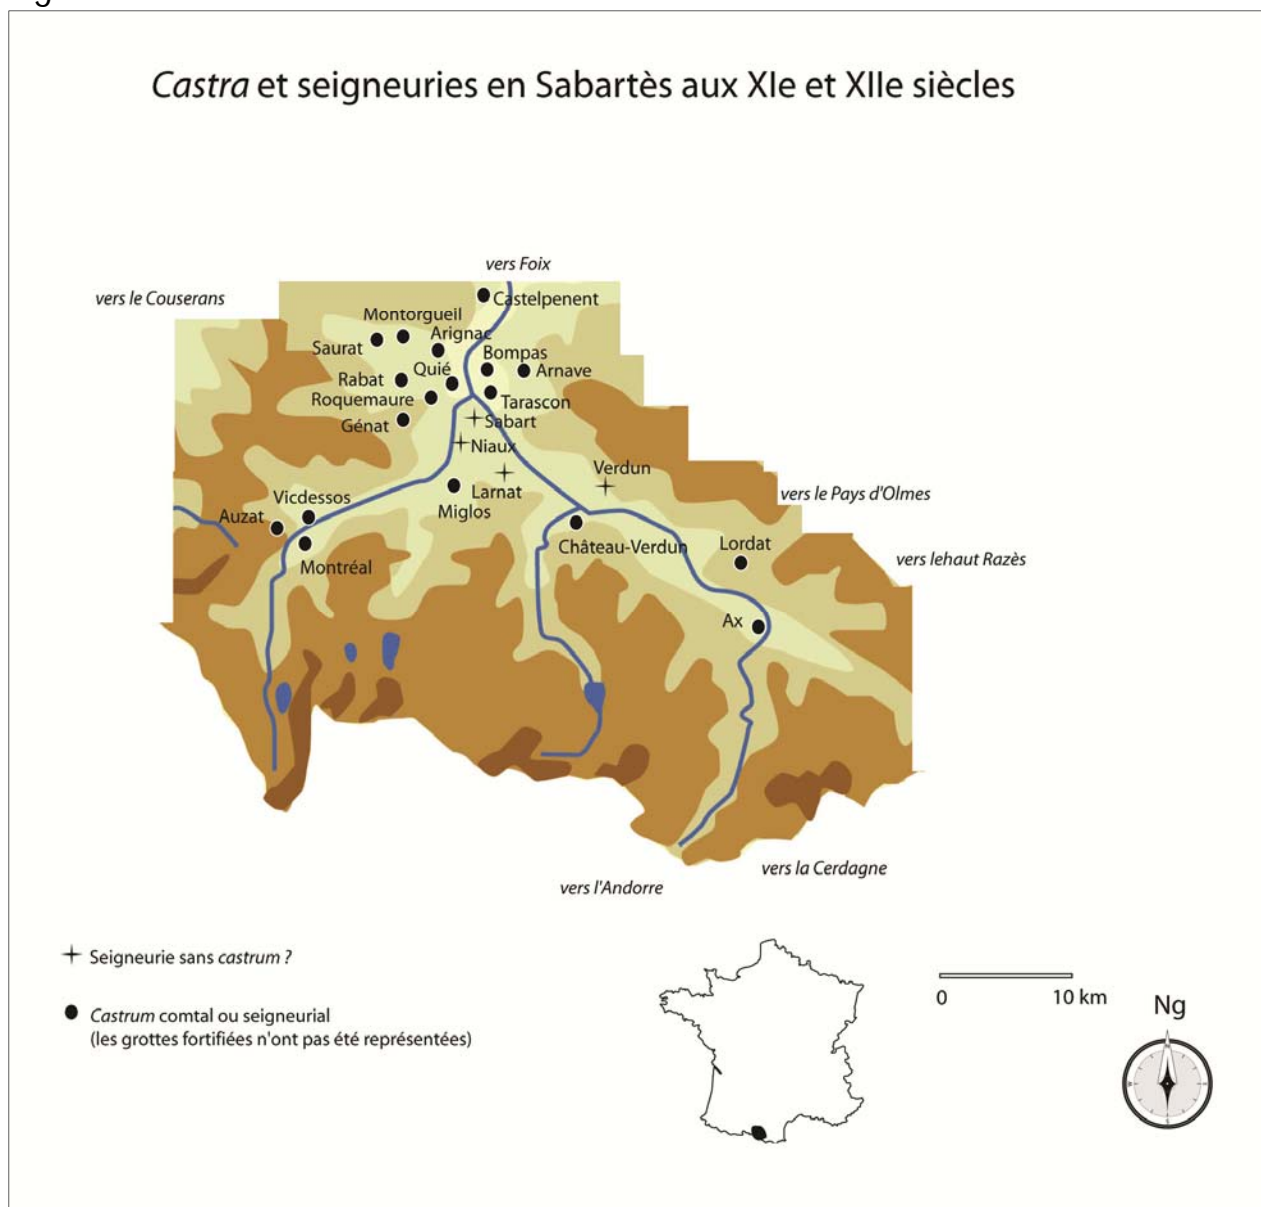 Castra et seigneuries en Sabartès aux XIe et XIIe siècles
vers Foix
vers le Couserans
Castelpenent
Montorgueil
Arignac
Saurat
Bompas
Quié
Arnave
Rabat
Roquemaure
Tarascon
Génat
Sabart
Niaux
Verdun
Larnat
vers le Pays d'Olmes
Vicdessos
Miglos
Auzat
Château-Verdun
Lordat
vers lehaut Razès
Montréal
Ax
vers la Cerdagne
vers l'Andorre
Seigneurie sans castrum ?
Castrum comtal ou seigneurial
(les grottes fortifiées n'ont pas été représentées)
0 10 km
Ng